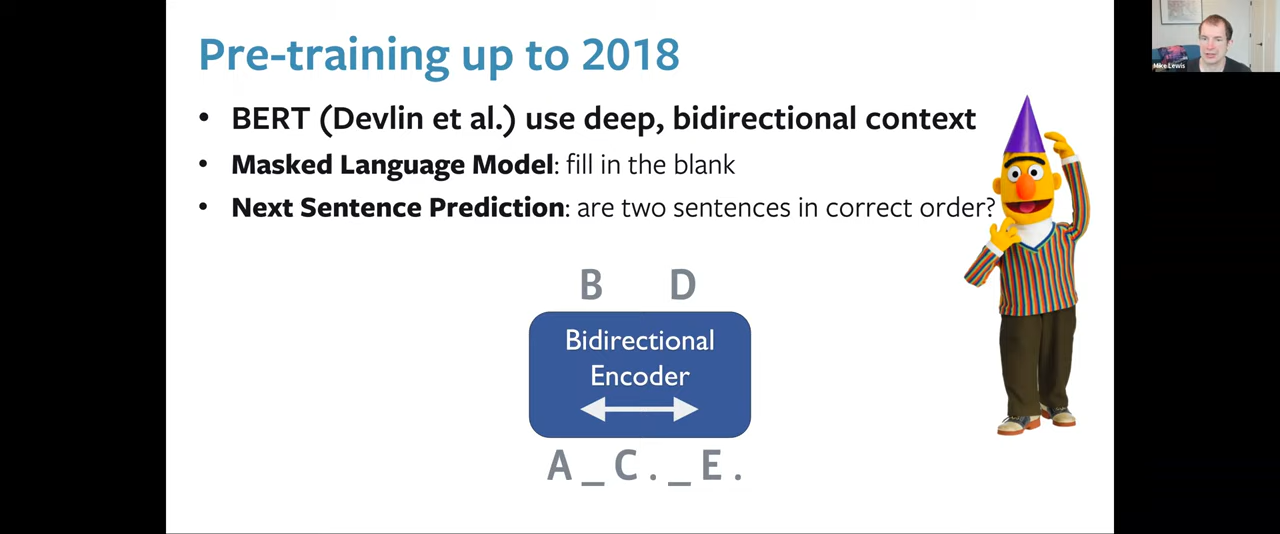 Pre-training up to 2018
• BERT (Devlin et al.) use deep, bidirectional context
• Masked Language Model: fill in the blank
• Next Sentence Prediction: are two sentences in correct order?
B D
Bidirectional
Encoder
A _ C . _ E .
Mike Lewis